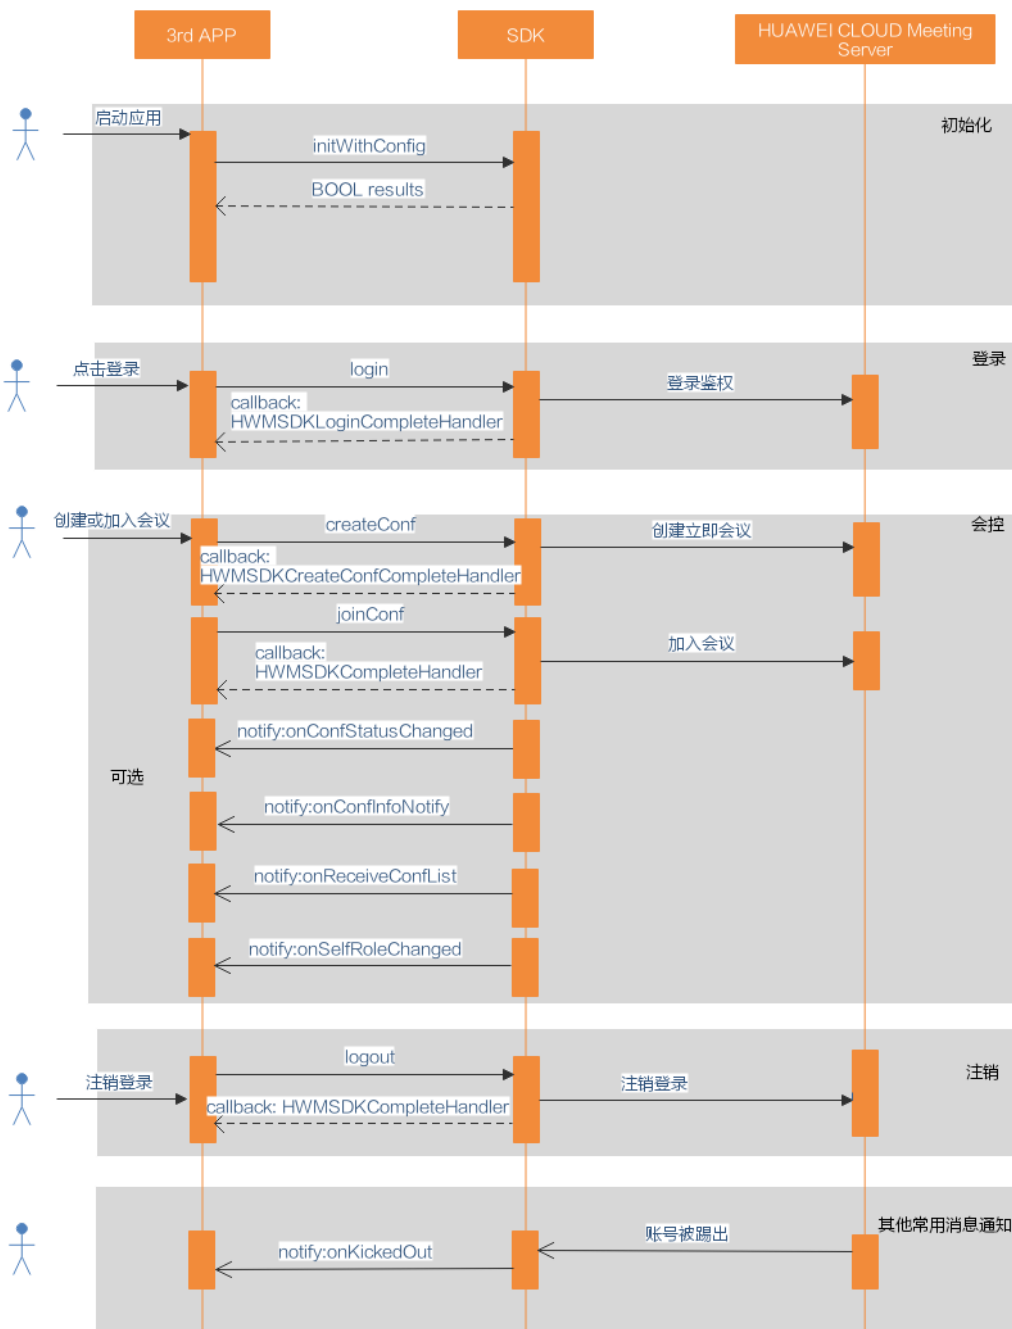 3rd APP
SDK
HUAWEI CLOUD Meeting
Server
启动应用
初始化
initWithConfig
BOOL results
登录
点击登录
login
登录鉴权
callback:
HWMSDKLoginCompleteHandler
创建或加入会议
createConf
创建立即会议
会控
callback:
HWMSDKCreateConfCompleteHandler
joinConf
加入会议
callback:
HWMSDKCompleteHandler
notify:onConfStatusChanged
可选
notify:onConfInfoNotify
notify:onReceiveConfList
notify:onSelfRoleChanged
logout
注销
注销登录
注销登录
callback: HWMSDKCompleteHandler
其他常用消息通知
账号被踢出
notify:onKickedOut